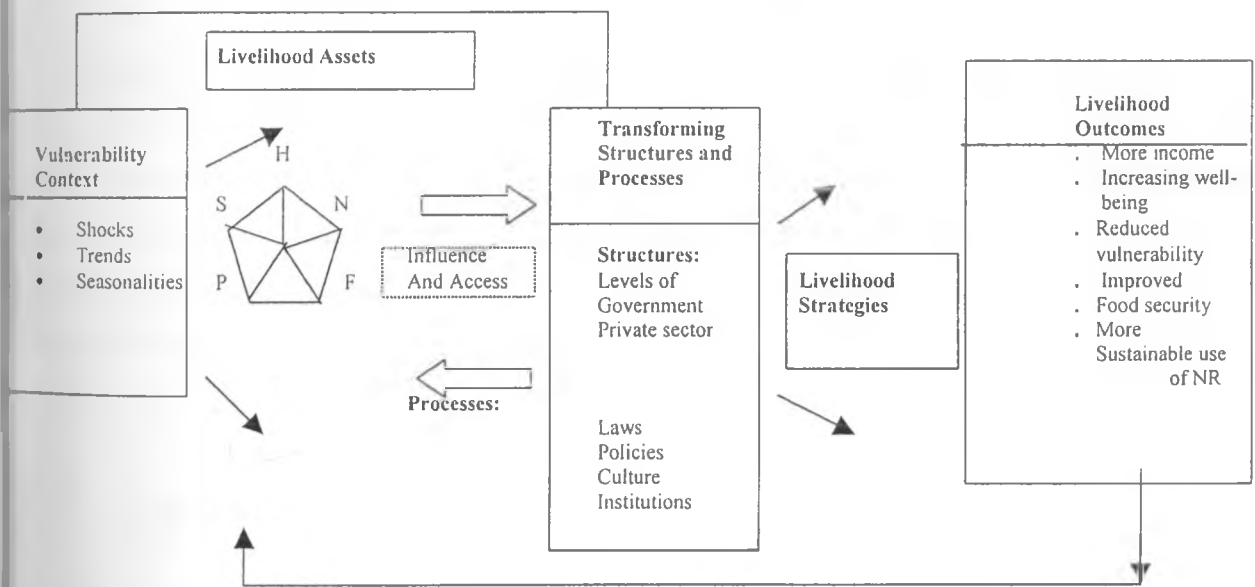 Livelihood Assets
Vulnerability
Context
• Shocks
• Trends
• Seasonalities
H
S
N
P
F
Influence
And Access
Processes:
Transforming
Structures and
Processes
Structures:
Levels of
Government
Private sector
Laws
Policies
Culture
Institutions
Livelihood
Strategies
Livelihood
Outcomes
. More income
. Increasing well-
being
. Reduced
vulnerability
. Improved
. Food security
. More
Sustainable use
of NR